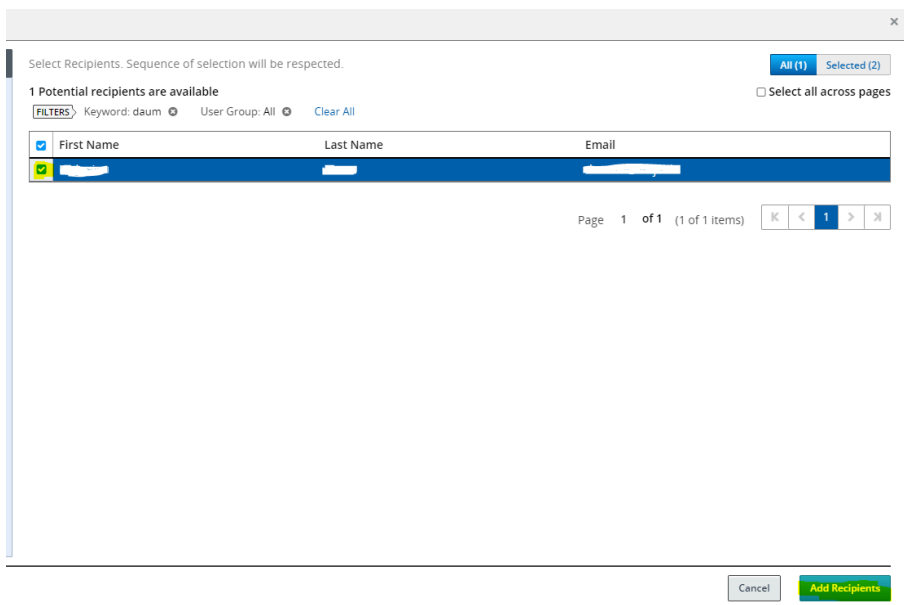 ×
Select Recipients. Sequence of selection will be respected.
All (1) Selected (2)
1 Potential recipients are available
Select all across pages
FILTERS Keyword: daum User Group: All Clear All
First Name Last Name Email
Page 1 of 1 (1 of 1 items) K < 1 > ⲕ
Cancel Add Recipients